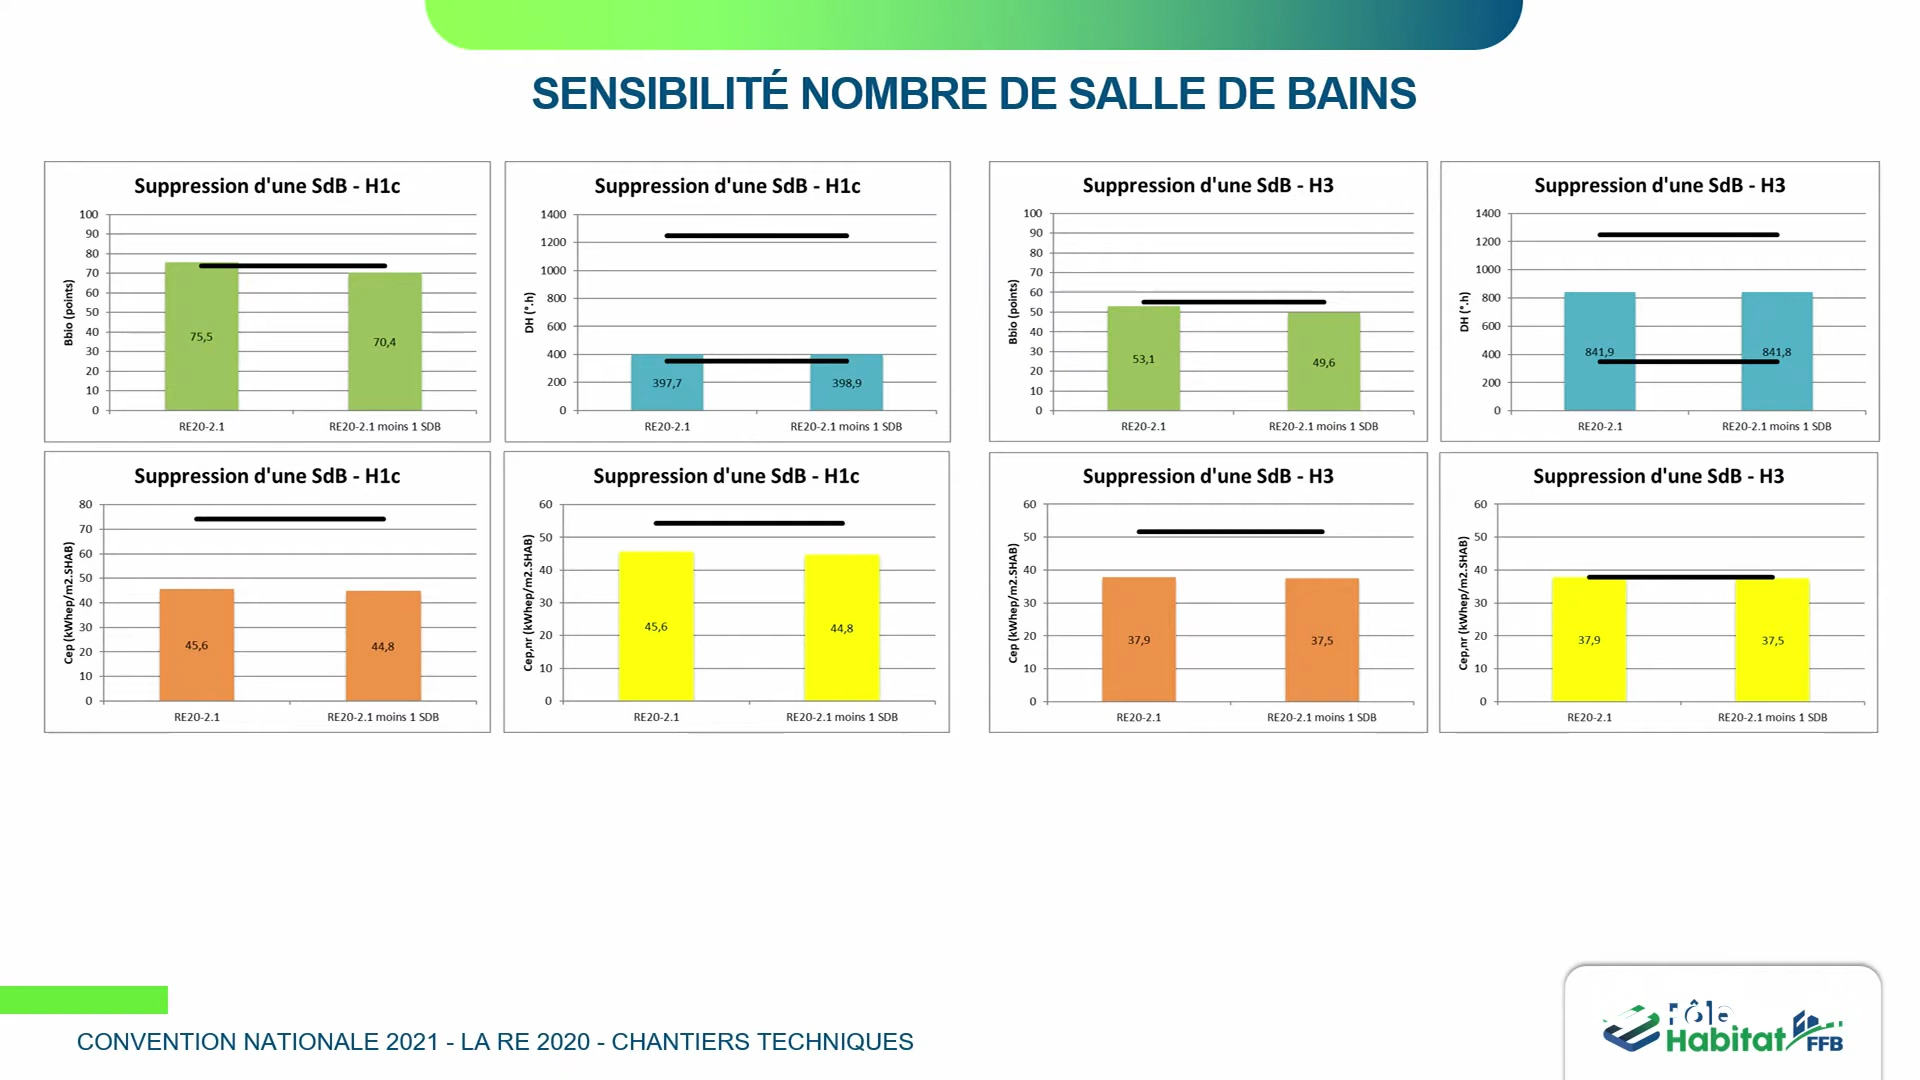 SENSIBILITÉ NOMBRE DE SALLE DE BAINS
Suppression d'une SdB - H1c
Bbio (points)
100
90
80
70
60
50
40
30
20
10
0
75,5
70,4
RE20-2.1
RE20-2.1 moins 1 SDB
Suppression d'une SdB - H1c
DH (°.h)
1400
1200
1000
800
600
400
200
0
397,7
398,9
RE20-2.1
RE20-2.1 moins 1 SDB
Suppression d'une SdB - H3
Bbio (points)
100
90
80
70
60
50
40
30
20
10
0
53,1
49,6
RE20-2.1
RE20-2.1 moins 1 SDB
Suppression d'une SdB - H3
DH (°.h)
1400
1200
1000
800
600
400
200
0
841,9
841,8
RE20-2.1
RE20-2.1 moins 1 SDB
Suppression d'une SdB - H1c
Cep (kWhep/m2.SHAB)
80
70
60
50
40
30
20
10
0
45,6
44,8
RE20-2.1
RE20-2.1 moins 1 SDB
Suppression d'une SdB - H1c
Cep,nr (kWhep/m2.SHAB)
60
50
40
30
20
10
0
45,6
44,8
RE20-2.1
RE20-2.1 moins 1 SDB
Suppression d'une SdB - H3
Cep (kWhep/m2.SHAB)
60
50
40
30
20
10
0
37,9
37,5
RE20-2.1
RE20-2.1 moins 1 SDB
Suppression d'une SdB - H3
Cep,nr (kWhep/m2.SHAB)
60
50
40
30
20
10
0
37,9
37,5
RE20-2.1
RE20-2.1 moins 1 SDB
CONVENTION NATIONALE 2021 - LA RE 2020 - CHANTIERS TECHNIQUES
Pôle
Habitat FFB